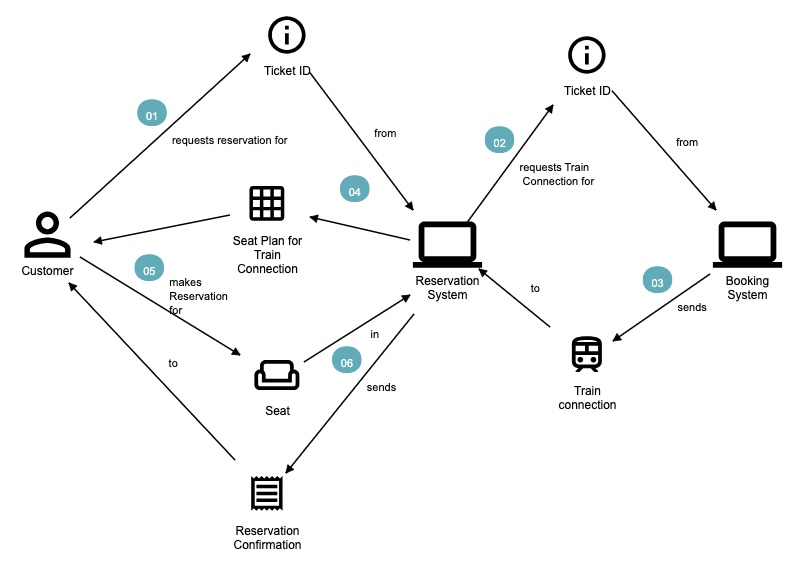 Ticket ID
Ticket ID
01
from
02
from
requests reservation for
requests Train
Connection for
04
Seat Plan for
Train
Connection
Customer
05
makes
Reservation
for
Reservation
System
03
Booking
System
sends
to
in
06
to
sends
Seat
Train
connection
Reservation
Confirmation